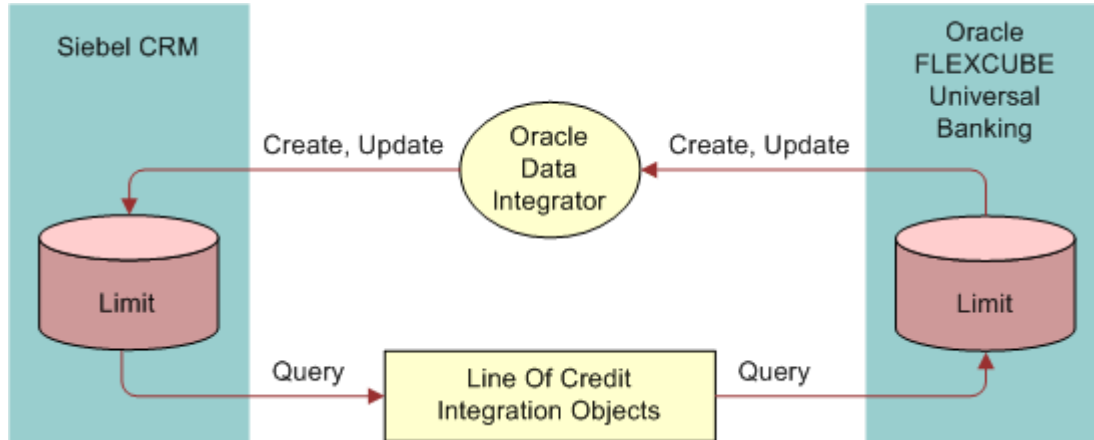 Siebel CRM
Oracle
FLEXCUBE
Universal
Banking
Create, Update
Oracle
Data
Integrator
Create, Update
Limit
Limit
Query
Line Of Credit
Integration Objects
Query